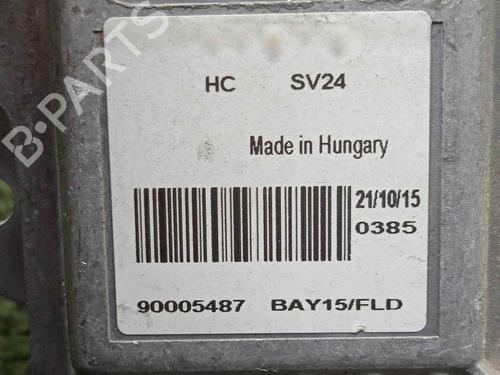 B-PARTS
HC SV24
Made in Hungary
21/10/15
0385
90005487 BAY15/FLD